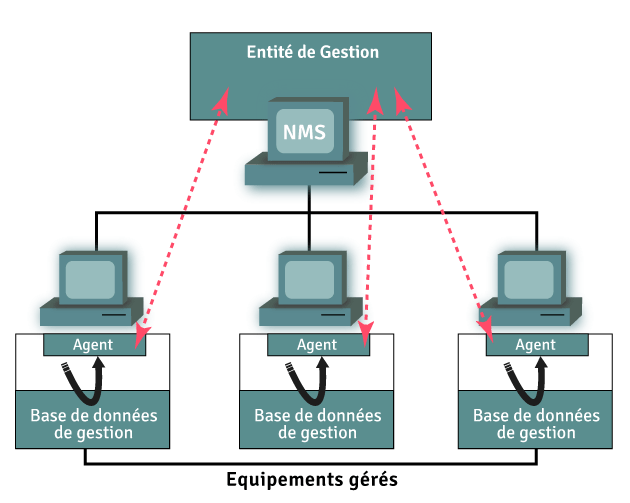 Entité de Gestion
NMS
Agent
Agent
Agent
Base de données
de gestion
Base de données
de gestion
Base de données
de gestion
Equipements gérés